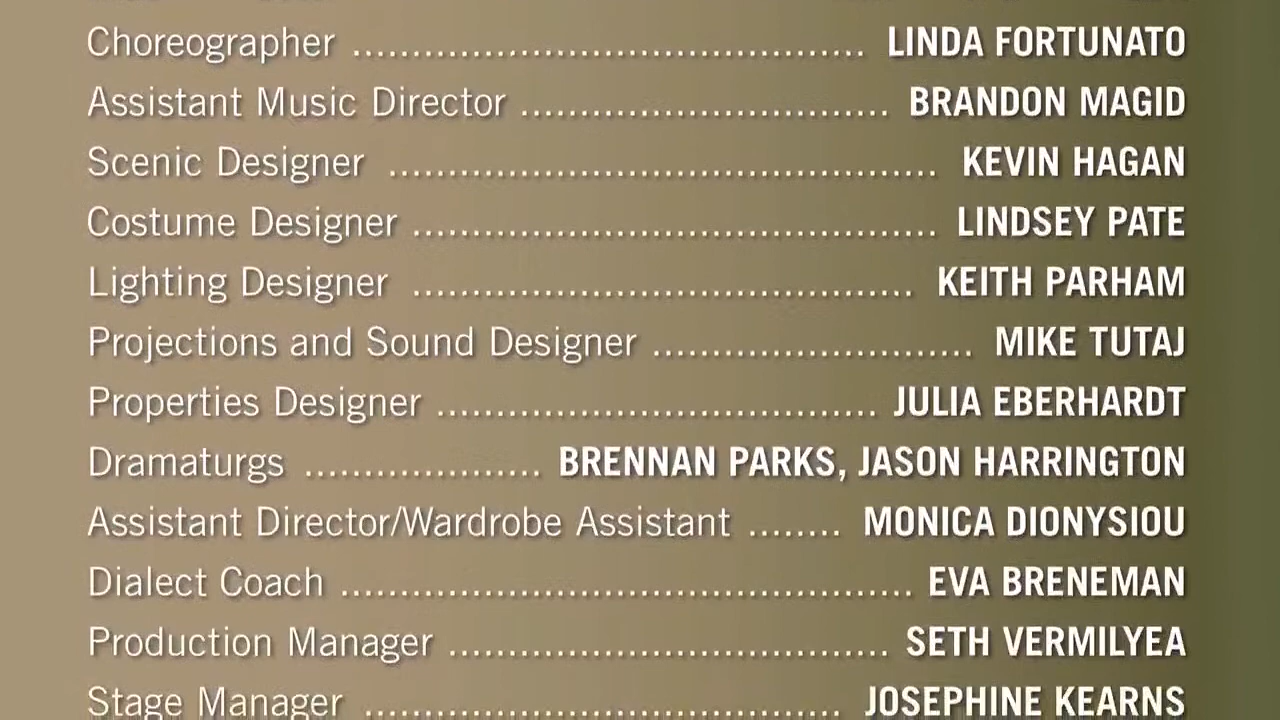 Choreographer ................................ LINDA FORTUNATO
Assistant Music Director ....................... BRANDON MAGID
Scenic Designer .................................. KEVIN HAGAN
Costume Designer ................................. LINDSEY PATE
Lighting Designer ............................... KEITH PARHAM
Projections and Sound Designer .................... MIKE TUTAJ
Properties Designer ........................... JULIA EBERHARDT
Dramaturgs ............... BRENNAN PARKS, JASON HARRINGTON
Assistant Director/Wardrobe Assistant ........ MONICA DIONYSIOU
Dialect Coach .................................... EVA BRENEMAN
Production Manager ........................... SETH VERMILYEA
Stage Manager .............................. JOSEPHINE KEARNS